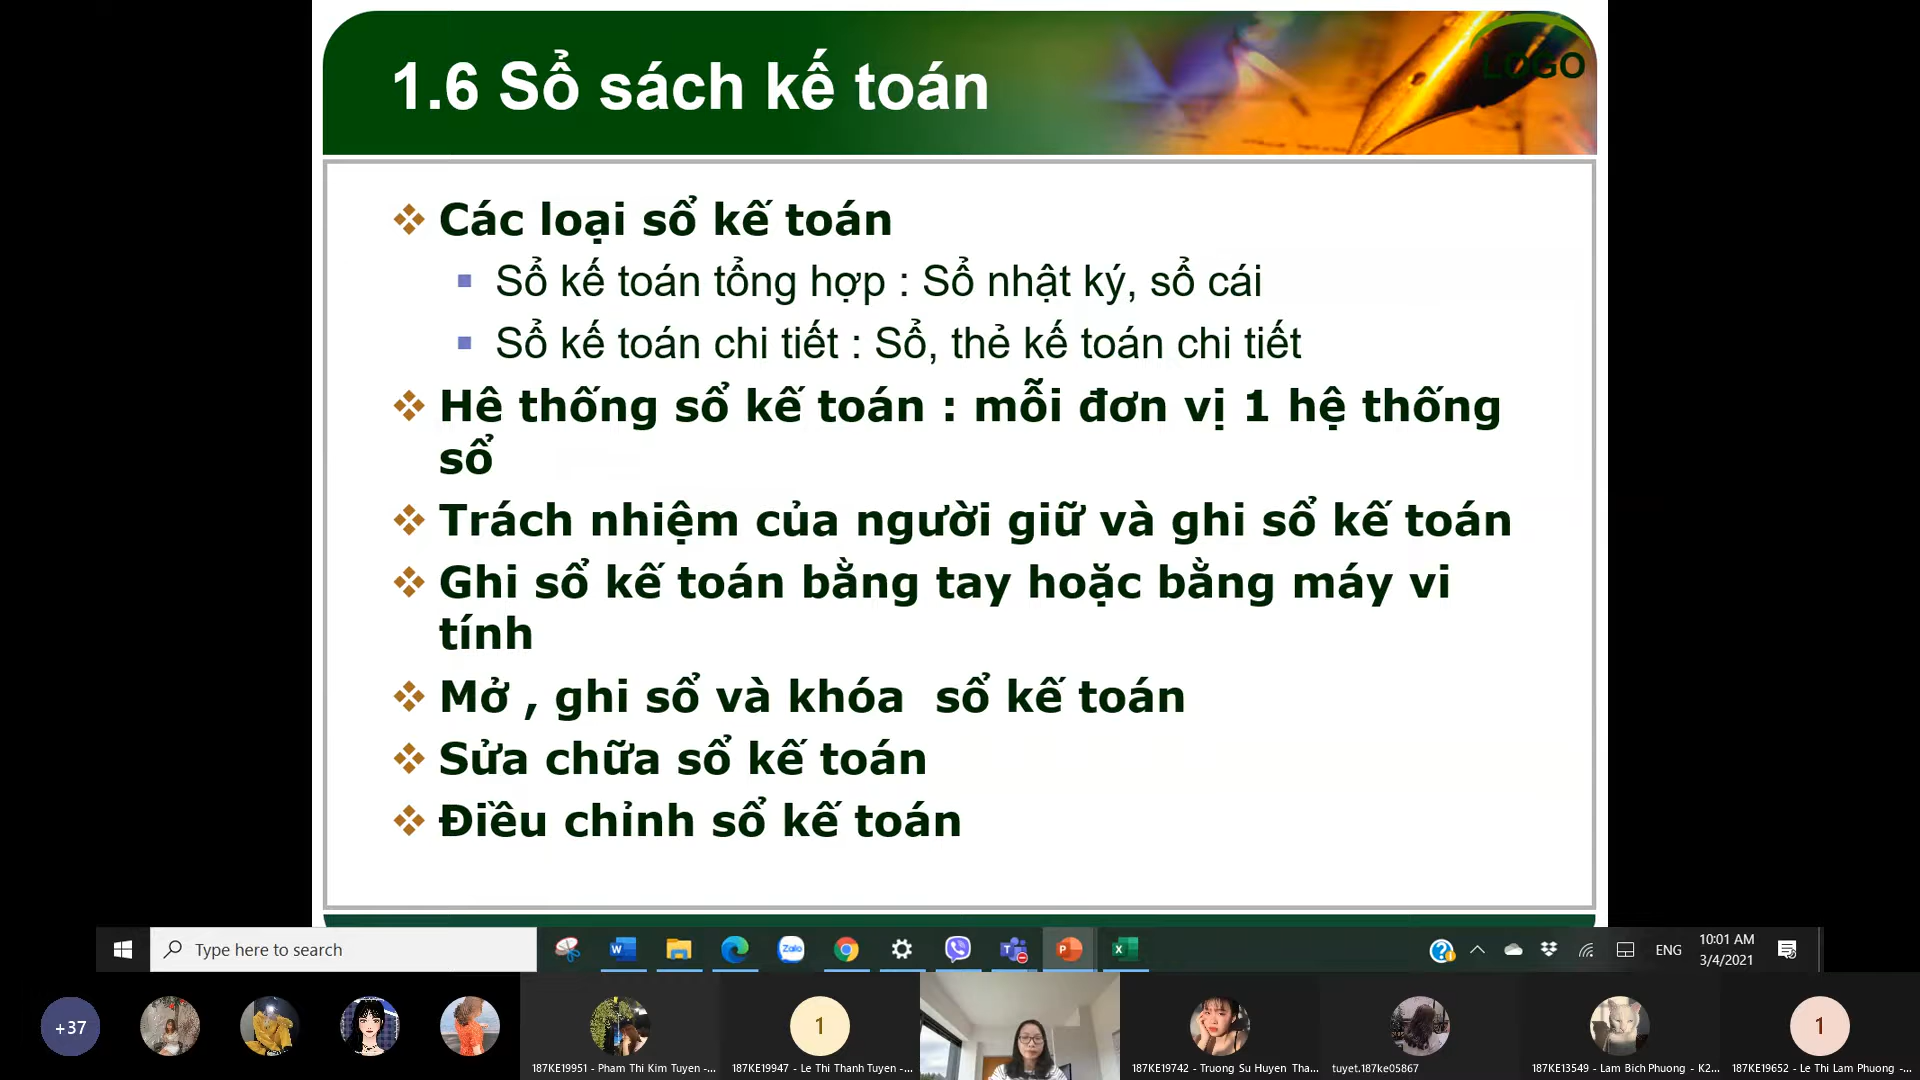 LOGO
1.6 Sổ sách kế toán
Các loại sổ kế toán
Sổ kế toán tổng hợp : Sổ nhật ký, sổ cái
Sổ kế toán chi tiết : Sổ, thẻ kế toán chi tiết
Hê thống sổ kế toán : mỗi đơn vị 1 hệ thống
sổ
Trách nhiệm của người giữ và ghi sổ kế toán
Ghi sổ kế toán bằng tay hoặc bằng máy vi
tính
Mở , ghi sổ và khóa  sổ kế toán
Sửa chữa sổ kế toán
Điều chỉnh sổ kế toán
Type here to search
Zalo
ENG
10:01 AM
3/4/2021
+37
1
1
187KE19951 - Pham Thi Kim Tuyen -...
187KE19947 - Le Thi Thanh Tuyen -...
187KE19742 - Truong Su Huyen Tha...
tuyet.187ke05867
187KE13549 - Lam Bich Phuong - K2...
187KE19652 - Le Thi Lam Phuong -...